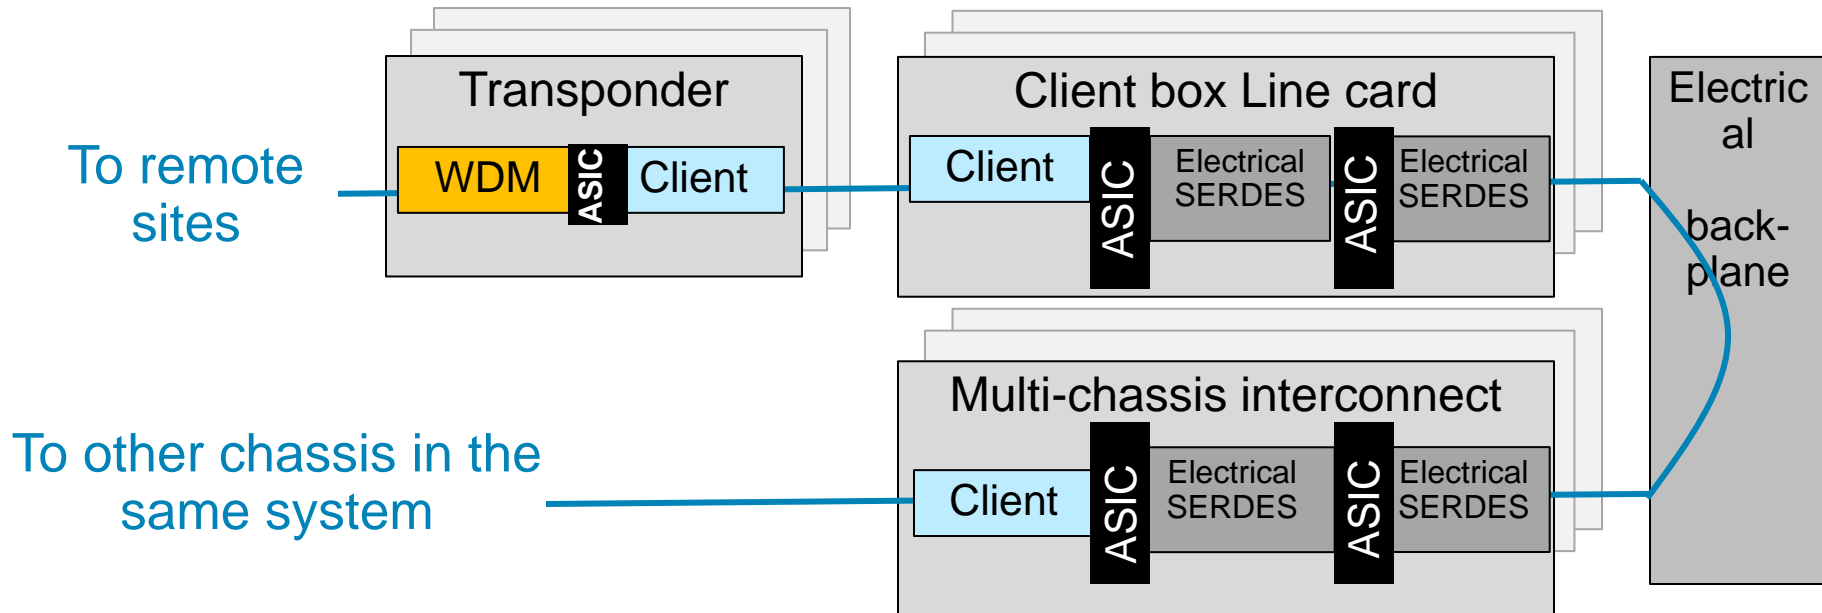 Transponder
WDM
ASIC
Client
To remote
sites
Client box Line card
Client
ASIC
Electrical
SERDES
ASIC
Electrical
SERDES
Electric
al
back-
plane
Multi-chassis interconnect
Client
ASIC
Electrical
SERDES
ASIC
Electrical
SERDES
To other chassis in the
same system